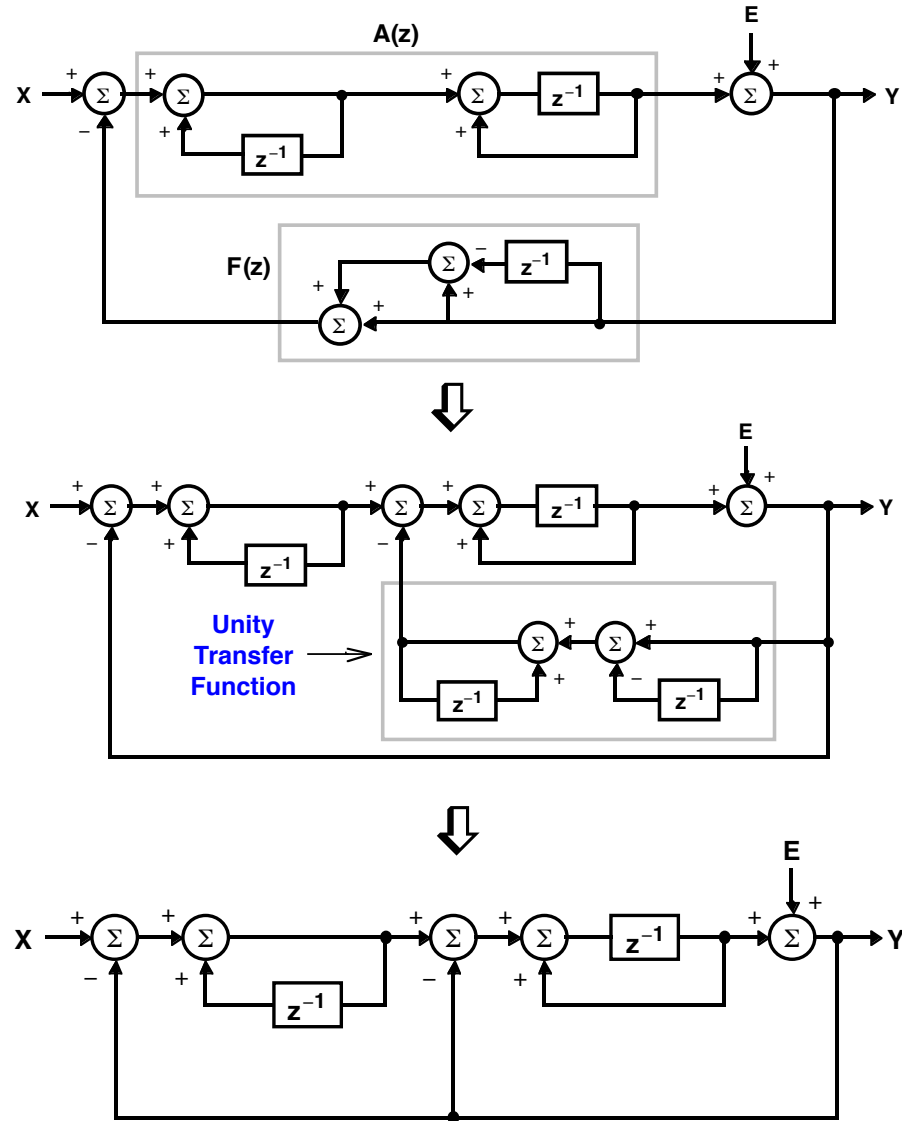 A(z)
E
X + Σ + Σ + Σ z⁻¹ + Σ + Y
−
+ z⁻¹ +
F(z)
− z⁻¹
Σ
+ +
+
Σ
E
X + Σ + Σ + Σ + Σ z⁻¹ + Σ + Y
− + z⁻¹ − +
Unity
Transfer
Function
Σ + Σ +
z⁻¹ + − z⁻¹
E
X + Σ + Σ + Σ + Σ z⁻¹ + Σ + Y
− + z⁻¹ − +